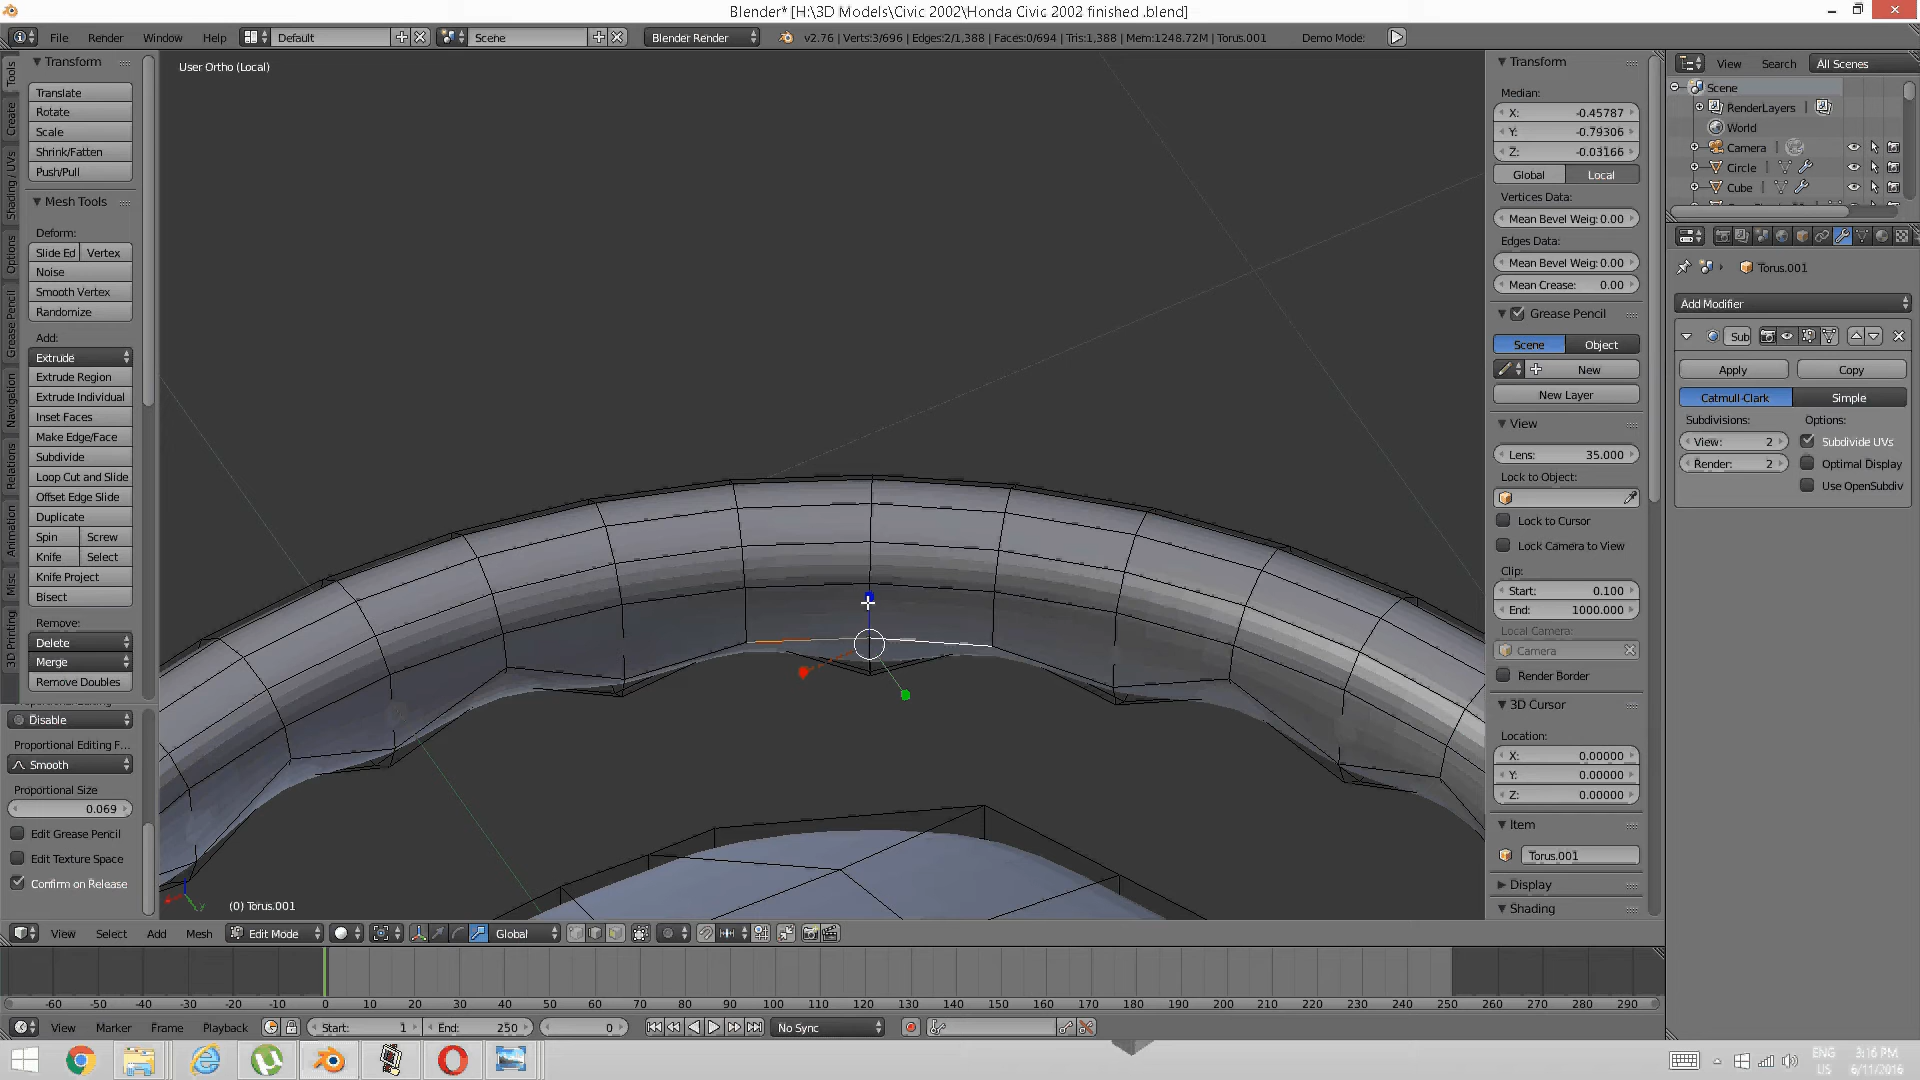 Blender* [H:\3D Models\Civic 2002\Honda Civic 2002 finished .blend]
File Render Window Help Default Scene Blender Render v2.76 | Verts:3/696 | Edges:2/1,388 | Faces:0/694 | Tris:1,388 | Mem:1248.72M | Torus.001 Demo Mode:
Tools
Create
Shading / UVs
Options
Grease Pencil
Navigation
Relations
Animation
Misc
3D Printing
Transform
Translate
Rotate
Scale
Shrink/Fatten
Push/Pull
Mesh Tools
Deform:
Slide Ed Vertex
Noise
Smooth Vertex
Randomize
Add:
Extrude
Extrude Region
Extrude Individual
Inset Faces
Make Edge/Face
Subdivide
Loop Cut and Slide
Offset Edge Slide
Duplicate
Spin Screw
Knife Select
Knife Project
Bisect
Remove:
Delete
Merge
Remove Doubles
Disable
Proportional Editing F...
Smooth
Proportional Size
0.069
Edit Grease Pencil
Edit Texture Space
Confirm on Release
User Ortho (Local)
(0) Torus.001
Transform
Median:
X: -0.45787
Y: -0.79306
Z: -0.03166
Global Local
Vertices Data:
Mean Bevel Weig: 0.00
Edges Data:
Mean Bevel Weig: 0.00
Mean Crease: 0.00
Grease Pencil
Scene Object
New
New Layer
View
Lens: 35.000
Lock to Object:
Lock to Cursor
Lock Camera to View
Clip:
Start: 0.100
End: 1000.000
Local Camera:
Camera
Render Border
3D Cursor
Location:
X: 0.00000
Y: 0.00000
Z: 0.00000
Item
Torus.001
Display
Shading
View Search All Scenes
Scene
RenderLayers
World
Camera
Circle
Cube
Torus.001
Add Modifier
Sub
Apply Copy
Catmull-Clark Simple
Subdivisions: Options:
View: 2 Subdivide UVs
Render: 2 Optimal Display
Use OpenSubdiv
View Select Add Mesh Edit Mode Global
-60 -50 -40 -30 -20 -10 0 10 20 30 40 50 60 70 80 90 100 110 120 130 140 150 160 170 180 190 200 210 220 230 240 250 260 270 280 290
View Marker Frame Playback Start: 1 End: 250 0 No Sync
ENG 3:16 PM
US 6/11/2016